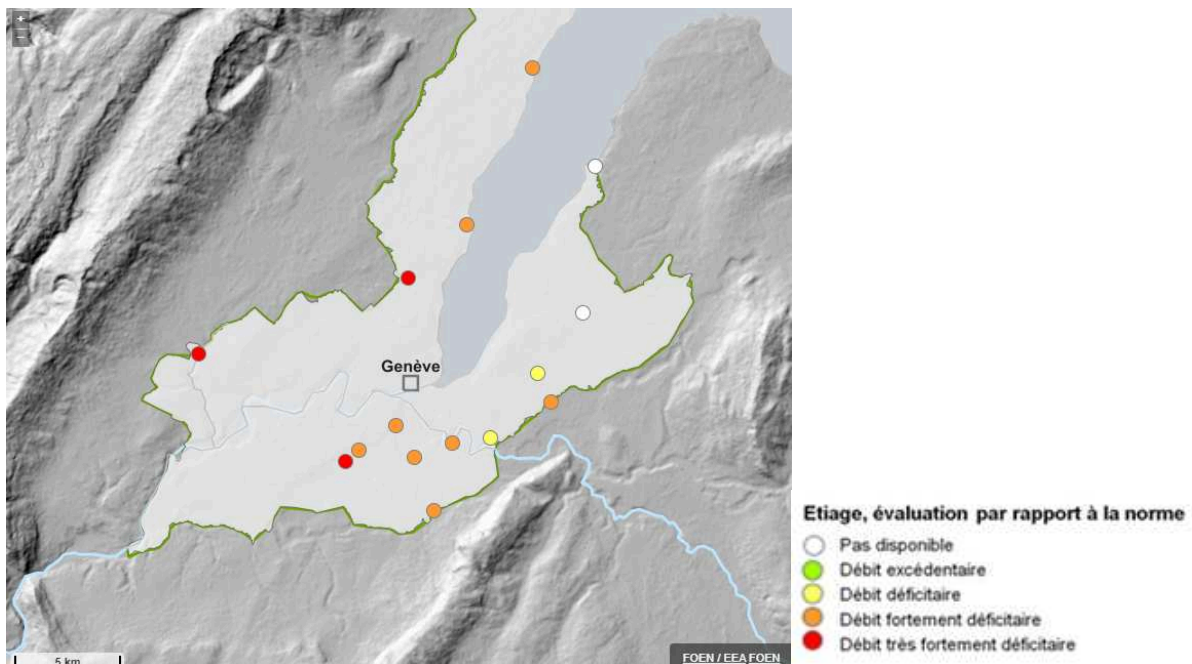 +
–
Genève
5 km
FOEN / EEA FOEN
Etiage, évaluation par rapport à la norme
Pas disponible
Débit excédentaire
Débit déficitaire
Débit fortement déficitaire
Débit très fortement déficitaire